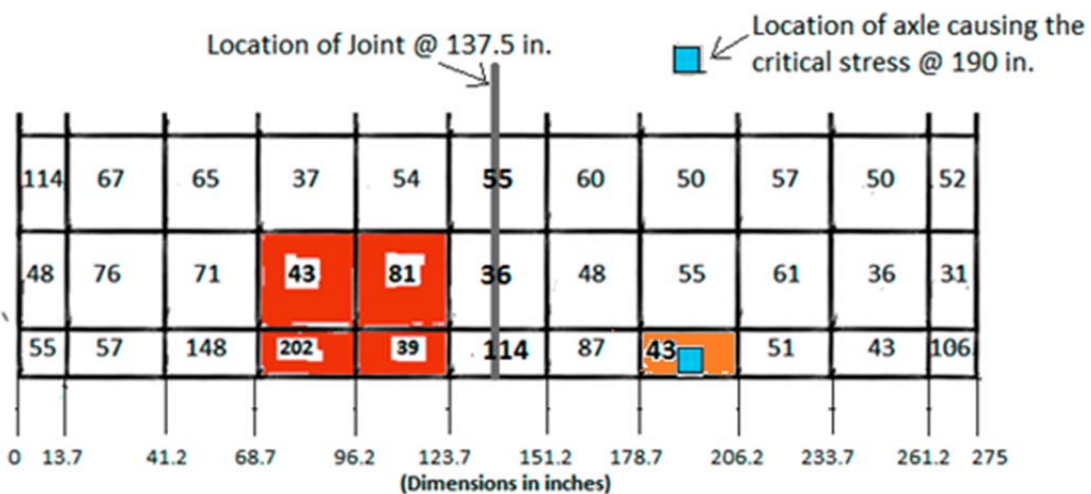 Location of axle causing the
critical stress @ 190 in.
Location of Joint @ 137.5 in.
114 67 65 37 54 55 60 50 57 50 52
48 76 71 43 81 36 48 55 61 36 31
55 57 148 202 39 114 87 43 51 43 106
0 13.7 41.2 68.7 96.2 123.7 151.2 178.7 206.2 233.7 261.2 275
(Dimensions in inches)